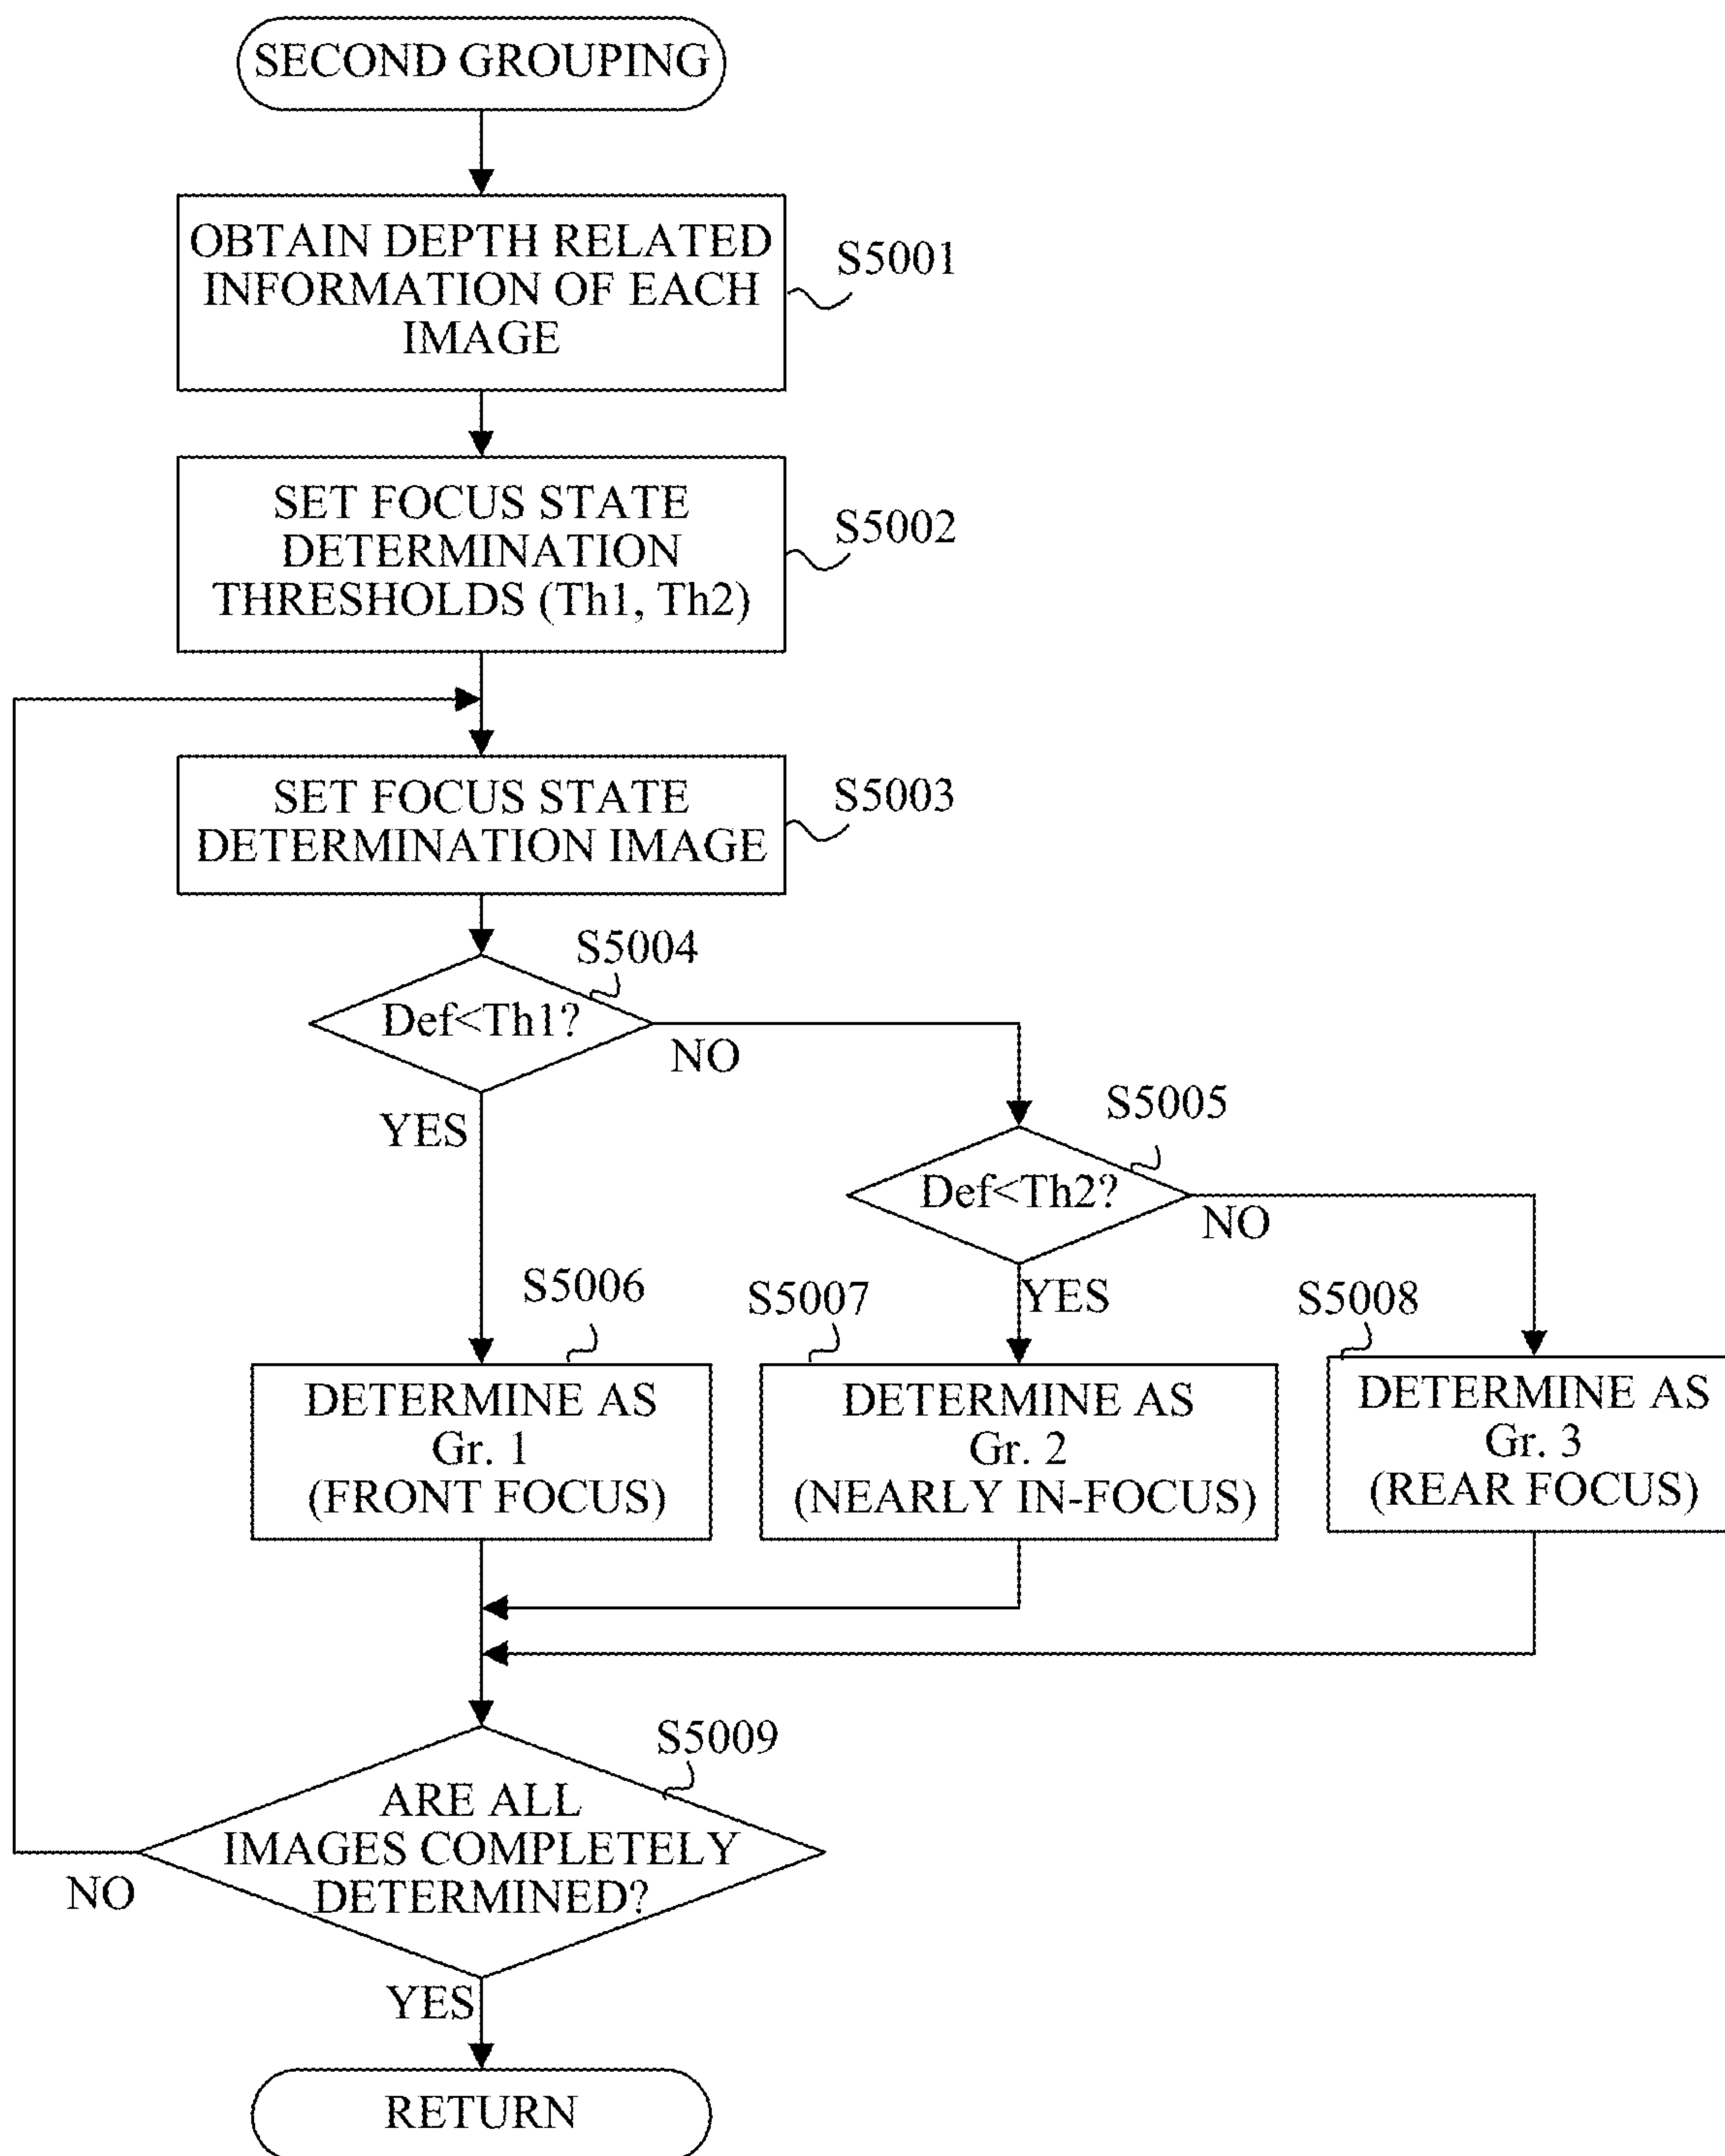 SECOND GROUPING
OBTAIN DEPTH RELATED
INFORMATION OF EACH
IMAGE
S5001
SET FOCUS STATE
DETERMINATION
THRESHOLDS (Th1, Th2)
S5002
SET FOCUS STATE
DETERMINATION IMAGE
S5003
S5004
Def<Th1?
NO
YES
S5005
Def<Th2?
NO
YES
S5006
DETERMINE AS
Gr. 1
(FRONT FOCUS)
S5007
DETERMINE AS
Gr. 2
(NEARLY IN-FOCUS)
S5008
DETERMINE AS
Gr. 3
(REAR FOCUS)
S5009
ARE ALL
IMAGES COMPLETELY
DETERMINED?
NO
YES
RETURN